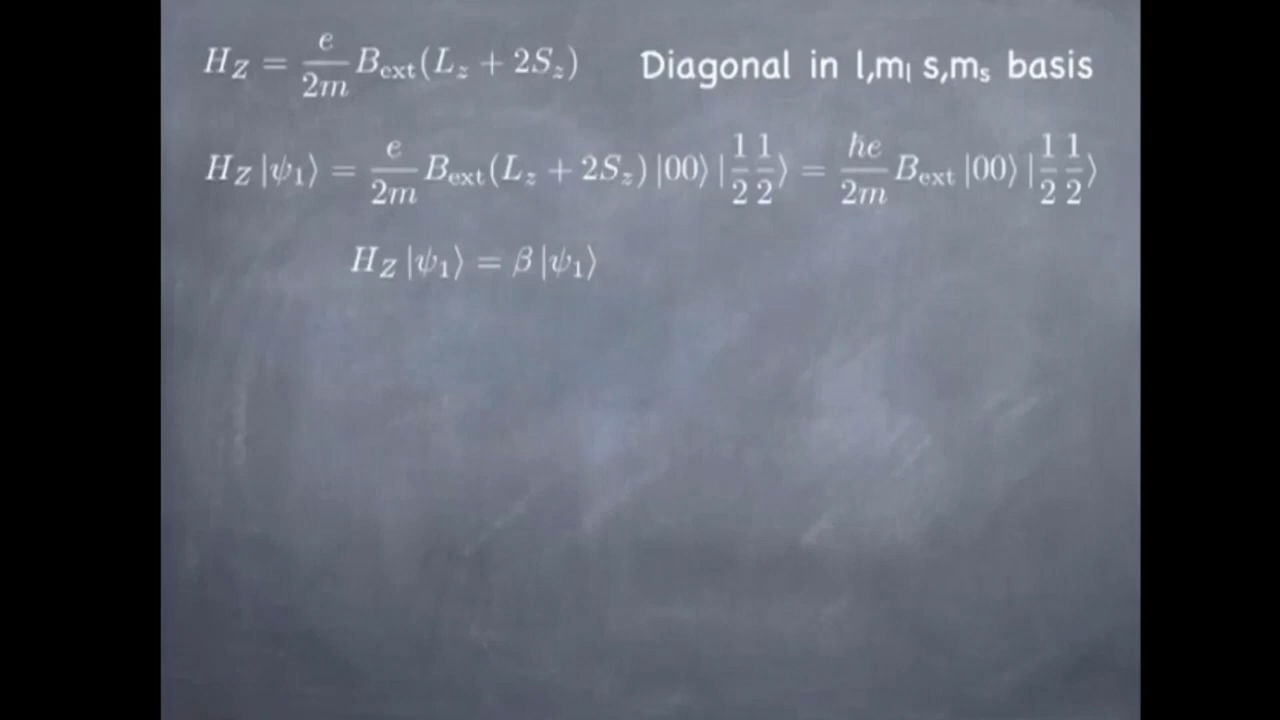 $H_Z = \frac{e}{2m} B_{\text{ext}} (L_z + 2S_z)$ Diagonal in l,m$_l$ s,m$_s$ basis
$H_Z |\psi_1\rangle = \frac{e}{2m} B_{\text{ext}} (L_z + 2S_z) |00\rangle |\frac{1}{2}\frac{1}{2}\rangle = \frac{\hbar e}{2m} B_{\text{ext}} |00\rangle |\frac{1}{2}\frac{1}{2}\rangle$
$H_Z |\psi_1\rangle = \beta |\psi_1\rangle$